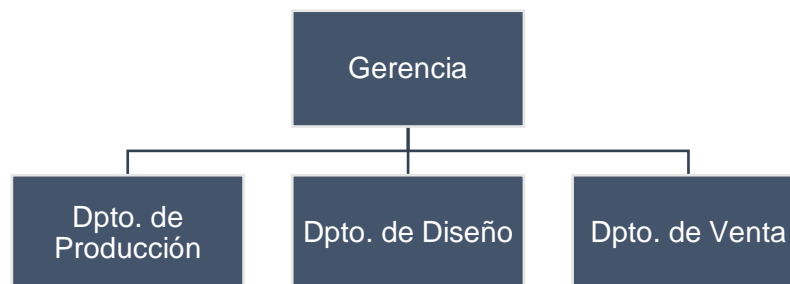 Gerencia
Dpto. de
Producción
Dpto. de Diseño
Dpto. de Venta